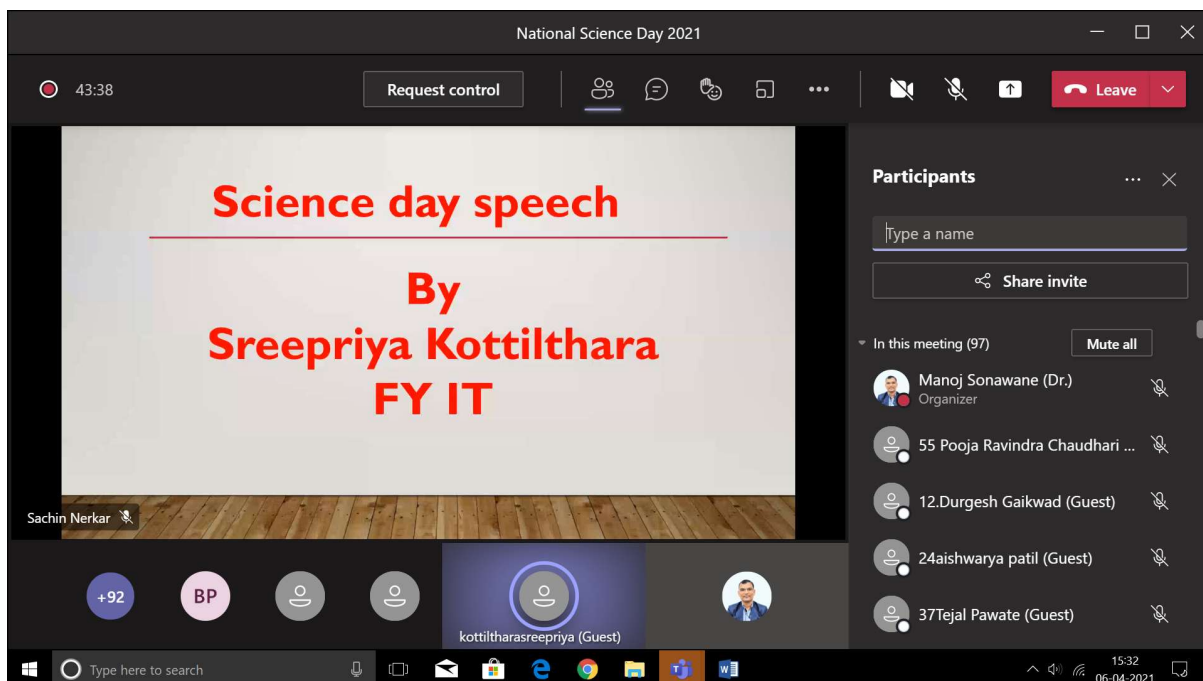 National Science Day 2021
43:38
Request control
Leave
Science day speech
By
Sreepriya Kottilthara
FY IT
Sachin Nerkar
+92
BP
kottiltharasreepriya (Guest)
Participants
Type a name
Share invite
In this meeting (97)
Mute all
Manoj Sonawane (Dr.)
Organizer
55 Pooja Ravindra Chaudhari ...
12.Durgesh Gaikwad (Guest)
24aishwarya patil (Guest)
37Tejal Pawate (Guest)
Type here to search
15:32
06-04-2021